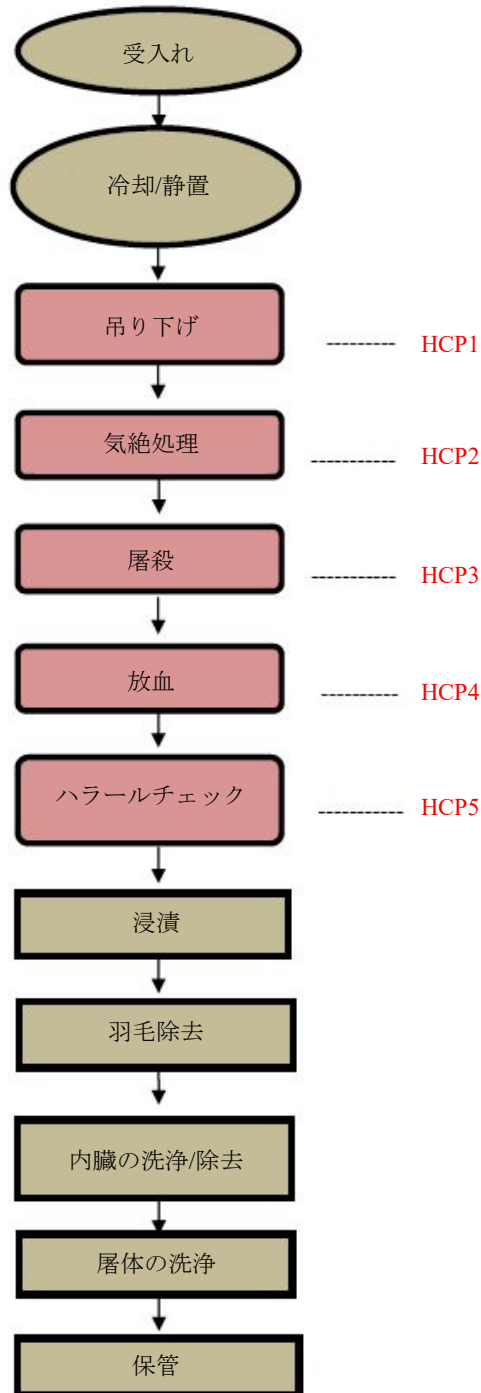 受入れ
冷却/静置
吊り下げ
HCP1
気絶処理
HCP2
屠殺
HCP3
放血
HCP4
ハラールチェック
HCP5
浸漬
羽毛除去
内臓の洗浄/除去
屠体の洗浄
保管